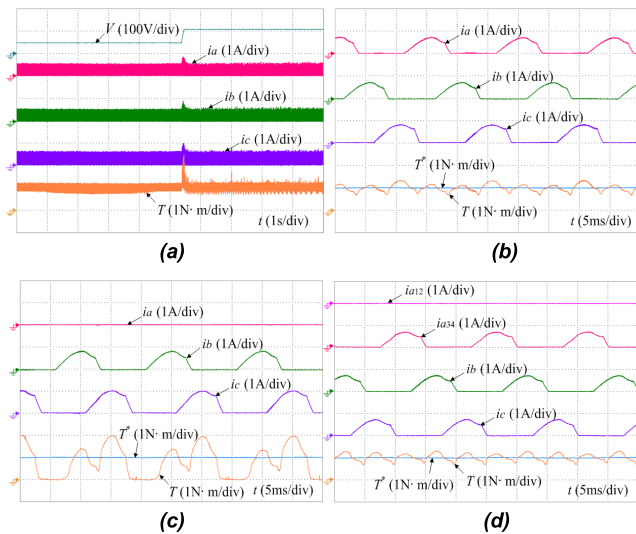 V (100V/div)
ia (1A/div)
ib (1A/div)
ic (1A/div)
T (1N· m/div)
t (1s/div)
(a)
ia (1A/div)
ib (1A/div)
ic (1A/div)
T* (1N· m/div)
T (1N· m/div)
t (5ms/div)
(b)
ia (1A/div)
ib (1A/div)
ic (1A/div)
T* (1N· m/div)
T (1N· m/div)
t (5ms/div)
(c)
ia12 (1A/div)
ia34 (1A/div)
ib (1A/div)
ic (1A/div)
T* (1N· m/div)
T (1N· m/div)
t (5ms/div)
(d)